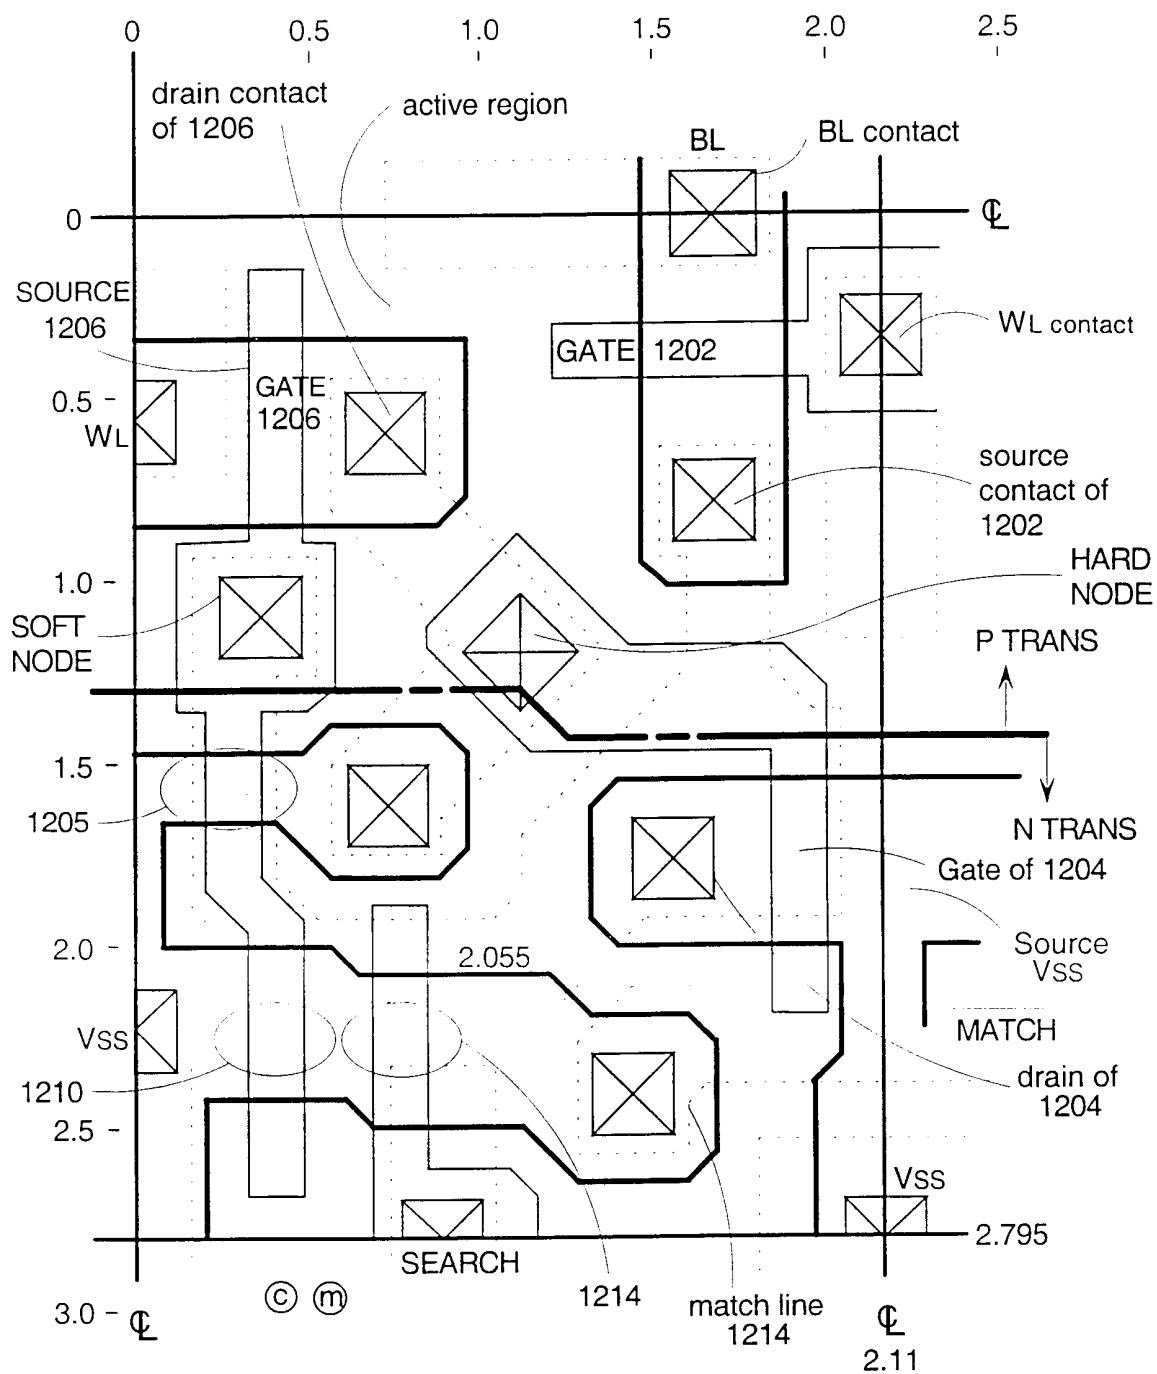 0 0.5 1.0 1.5 2.0 2.5
drain contact
of 1206
active region
BL
BL contact
0
℄
SOURCE
1206
WL contact
GATE 1202
GATE
1206
0.5
WL
source
contact of
1202
1.0
HARD
NODE
SOFT
NODE
P TRANS
1.5
1205
N TRANS
Gate of 1204
2.0
2.055
Source
VSS
VSS
MATCH
1210
drain of
1204
2.5
VSS
2.795
SEARCH
© ⓜ
1214
match line
1214
3.0
℄
℄
2.11